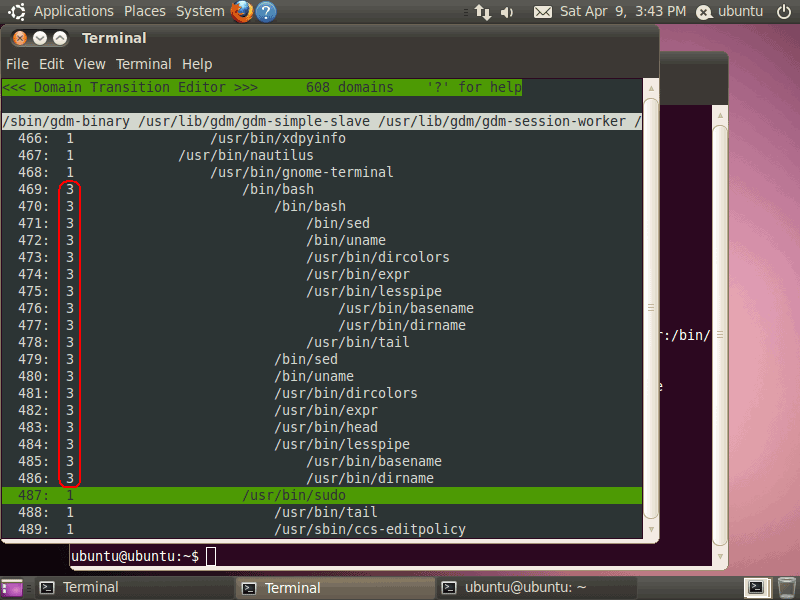 Applications Places System Sat Apr 9, 3:43 PM ubuntu
Terminal
File Edit View Terminal Help
<<< Domain Transition Editor >>> 608 domains '?' for help
/sbin/gdm-binary /usr/lib/gdm/gdm-simple-slave /usr/lib/gdm/gdm-session-worker /
466: 1 /usr/bin/xdpyinfo
467: 1 /usr/bin/nautilus
468: 1 /usr/bin/gnome-terminal
469: 3 /bin/bash
470: 3 /bin/bash
471: 3 /bin/sed
472: 3 /bin/uname
473: 3 /usr/bin/dircolors
474: 3 /usr/bin/expr
475: 3 /usr/bin/lesspipe
476: 3 /usr/bin/basename
477: 3 /usr/bin/dirname
478: 3 /usr/bin/tail
479: 3 /bin/sed
480: 3 /bin/uname
481: 3 /usr/bin/dircolors
482: 3 /usr/bin/expr
483: 3 /usr/bin/head
484: 3 /usr/bin/lesspipe
485: 3 /usr/bin/basename
486: 3 /usr/bin/dirname
487: 1 /usr/bin/sudo
488: 1 /usr/bin/tail
489: 1 /usr/sbin/ccs-editpolicy
r:/bin/
ubuntu@ubuntu:~$
Terminal Terminal ubuntu@ubuntu: ~